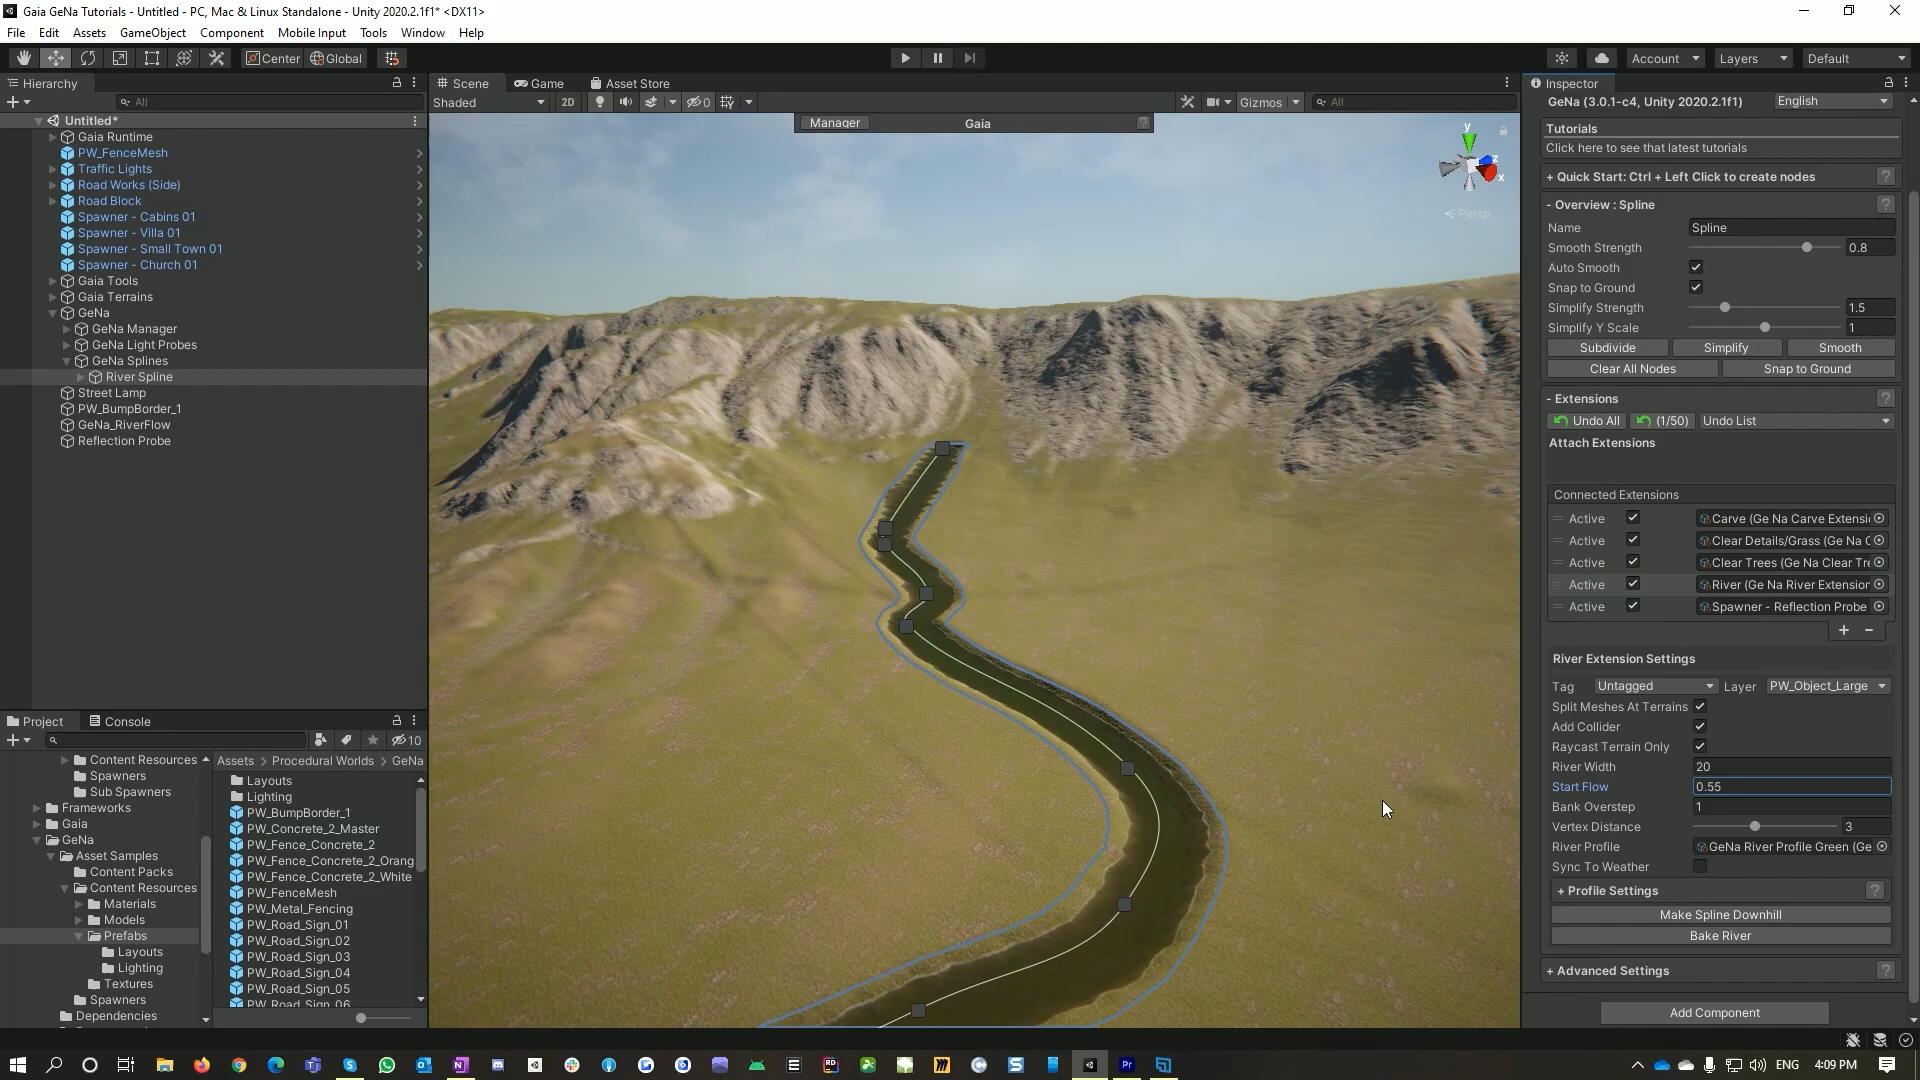 Gaia GeNa Tutorials - Untitled - PC, Mac & Linux Standalone - Unity 2020.2.1f1* <DX11>
File Edit Assets GameObject Component Mobile Input Tools Window Help
Center Global Account Layers Default
Hierarchy
All
Untitled*
Gaia Runtime
PW_FenceMesh
Traffic Lights
Road Works (Side)
Road Block
Spawner - Cabins 01
Spawner - Villa 01
Spawner - Small Town 01
Spawner - Church 01
Gaia Tools
Gaia Terrains
GeNa
GeNa Manager
GeNa Light Probes
GeNa Splines
River Spline
Street Lamp
PW_BumpBorder_1
GeNa_RiverFlow
Reflection Probe
Scene Game Asset Store
Shaded 2D 0 Gizmos All
Manager Gaia
y
z
x
Persp
Project Console
10
Content Resources
Spawners
Sub Spawners
Frameworks
Gaia
GeNa
Asset Samples
Content Packs
Content Resources
Materials
Models
Prefabs
Layouts
Lighting
Textures
Spawners
Dependencies
Assets > Procedural Worlds > GeNa
Layouts
Lighting
PW_BumpBorder_1
PW_Concrete_2_Master
PW_Fence_Concrete_2
PW_Fence_Concrete_2_Orang
PW_Fence_Concrete_2_White
PW_FenceMesh
PW_Metal_Fencing
PW_Road_Sign_01
PW_Road_Sign_02
PW_Road_Sign_03
PW_Road_Sign_04
PW_Road_Sign_05
PW_Road_Sign_06
Inspector
GeNa (3.0.1-c4, Unity 2020.2.1f1) English
Tutorials
Click here to see that latest tutorials
+ Quick Start: Ctrl + Left Click to create nodes ?
- Overview : Spline ?
Name Spline
Smooth Strength 0.8
Auto Smooth
Snap to Ground
Simplify Strength 1.5
Simplify Y Scale 1
Subdivide Simplify Smooth
Clear All Nodes Snap to Ground
- Extensions ?
Undo All (1/50) Undo List
Attach Extensions
Connected Extensions
Active Carve (Ge Na Carve Extensi
Active Clear Details/Grass (Ge Na C
Active Clear Trees (Ge Na Clear Tre
Active River (Ge Na River Extension
Active Spawner - Reflection Probe
+ -
River Extension Settings
Tag Untagged Layer PW_Object_Large
Split Meshes At Terrains
Add Collider
Raycast Terrain Only
River Width 20
Start Flow 0.55
Bank Overstep 1
Vertex Distance 3
River Profile GeNa River Profile Green (Ge
Sync To Weather
+ Profile Settings ?
Make Spline Downhill
Bake River
+ Advanced Settings ?
Add Component
ENG 4:09 PM